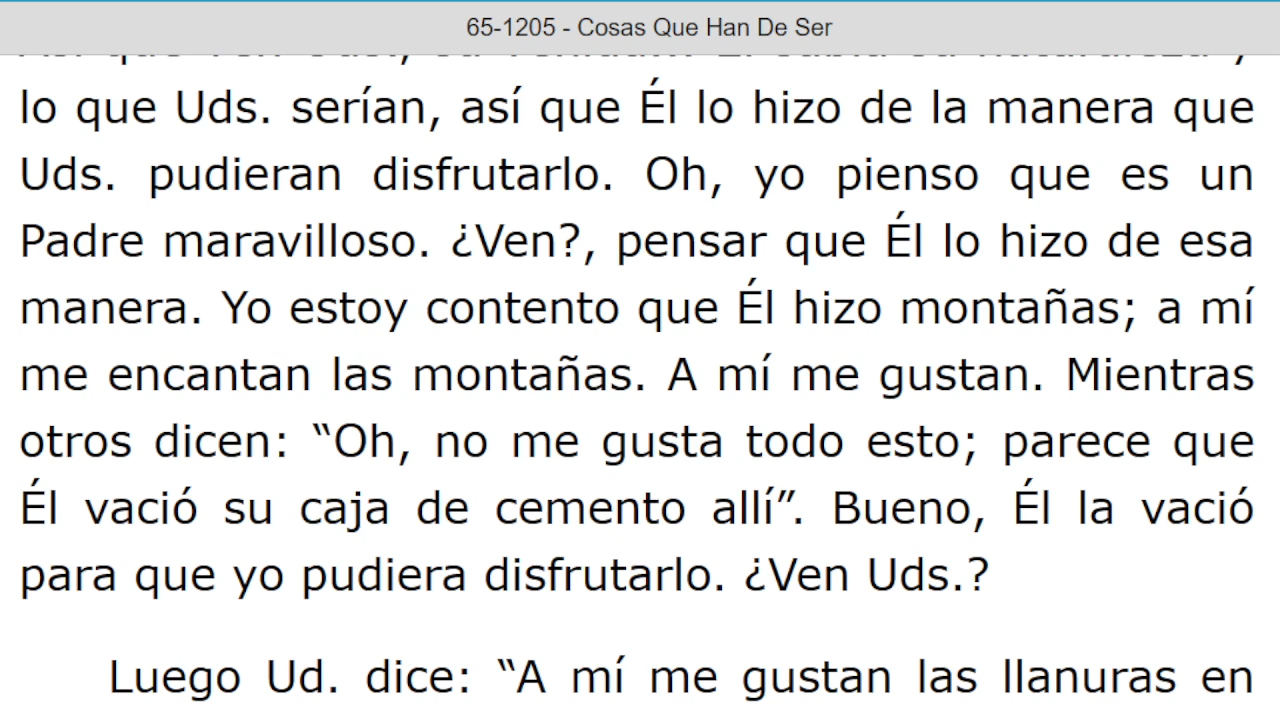 65-1205 - Cosas Que Han De Ser
lo que Uds. serían, así que Él lo hizo de la manera que
Uds. pudieran disfrutarlo. Oh, yo pienso que es un
Padre maravilloso. ¿Ven?, pensar que Él lo hizo de esa
manera. Yo estoy contento que Él hizo montañas; a mí
me encantan las montañas. A mí me gustan. Mientras
otros dicen: “Oh, no me gusta todo esto; parece que
Él vació su caja de cemento allí”. Bueno, Él la vació
para que yo pudiera disfrutarlo. ¿Ven Uds.?
Luego Ud. dice: “A mí me gustan las llanuras en